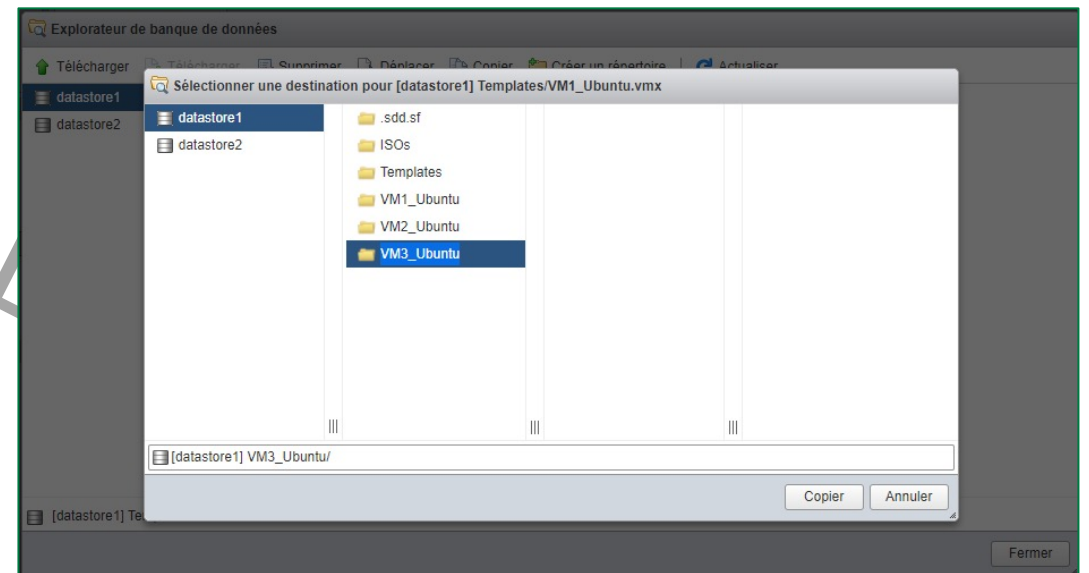 Explorateur de banque de données
Télécharger Télécharger Supprimer Déplacer Copier Créer un répertoire Actualiser
Sélectionner une destination pour [datastore1] Templates/VM1_Ubuntu.vmx
datastore1
datastore2
datastore1
datastore2
.sdd.sf
ISOs
Templates
VM1_Ubuntu
VM2_Ubuntu
VM3_Ubuntu
[datastore1] VM3_Ubuntu/
Copier Annuler
[datastore1]
Fermer